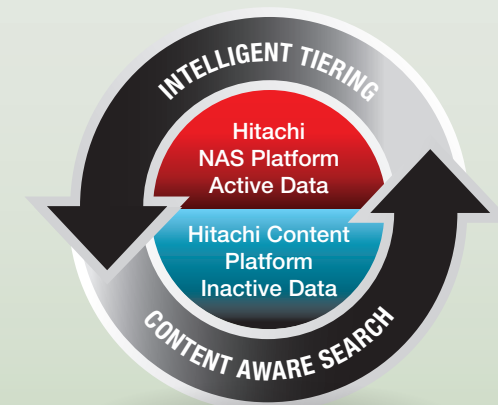 INTELLIGENT TIERING
Hitachi
NAS Platform
Active Data
Hitachi Content
Platform
Inactive Data
CONTENT AWARE SEARCH